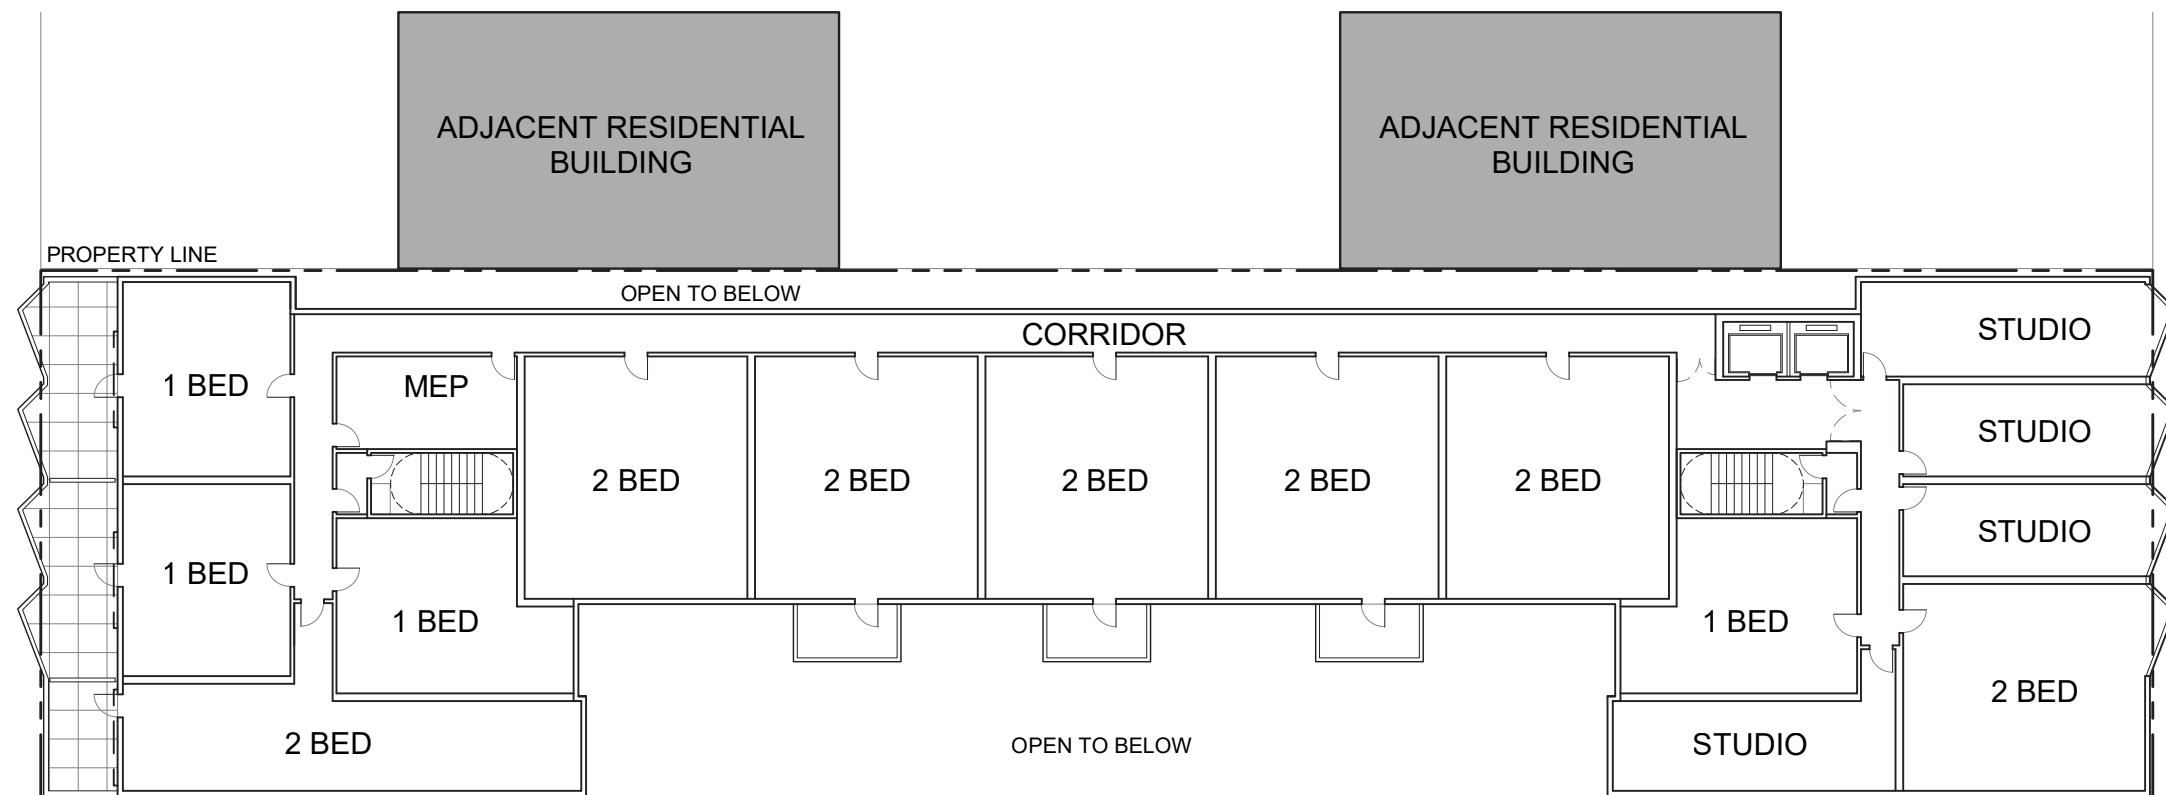 ADJACENT RESIDENTIAL
BUILDING
ADJACENT RESIDENTIAL
BUILDING
PROPERTY LINE
OPEN TO BELOW
CORRIDOR
STUDIO
1 BED
MEP
STUDIO
2 BED
2 BED
2 BED
2 BED
2 BED
STUDIO
1 BED
1 BED
1 BED
2 BED
2 BED
OPEN TO BELOW
STUDIO